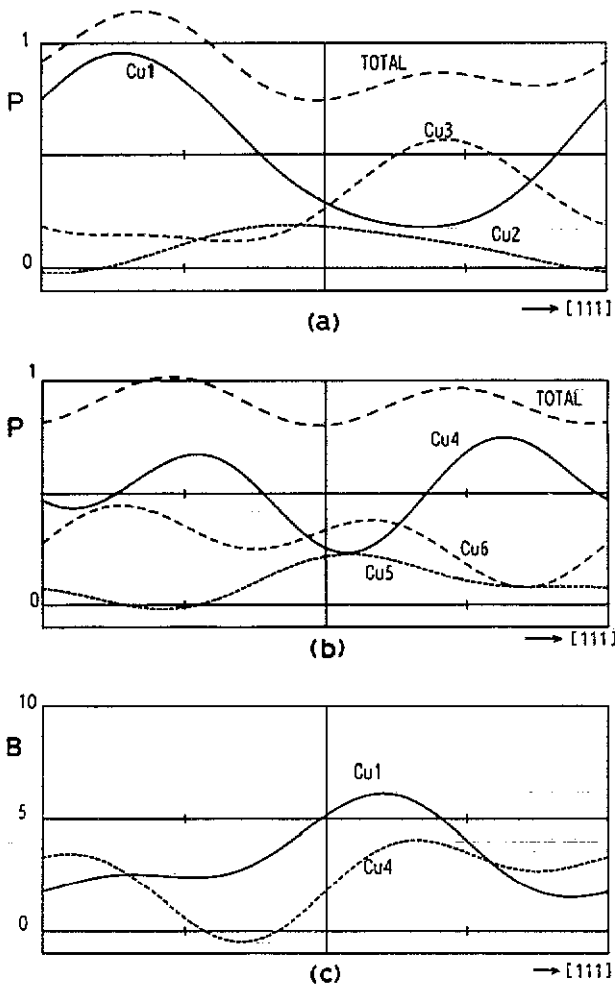 1
TOTAL
Cu1
P
Cu3
Cu2
0
→ [111]
(a)
1
TOTAL
P
Cu4
Cu6
Cu5
0
→ [111]
(b)
10
B
Cu1
5
Cu4
0
→ [111]
(c)